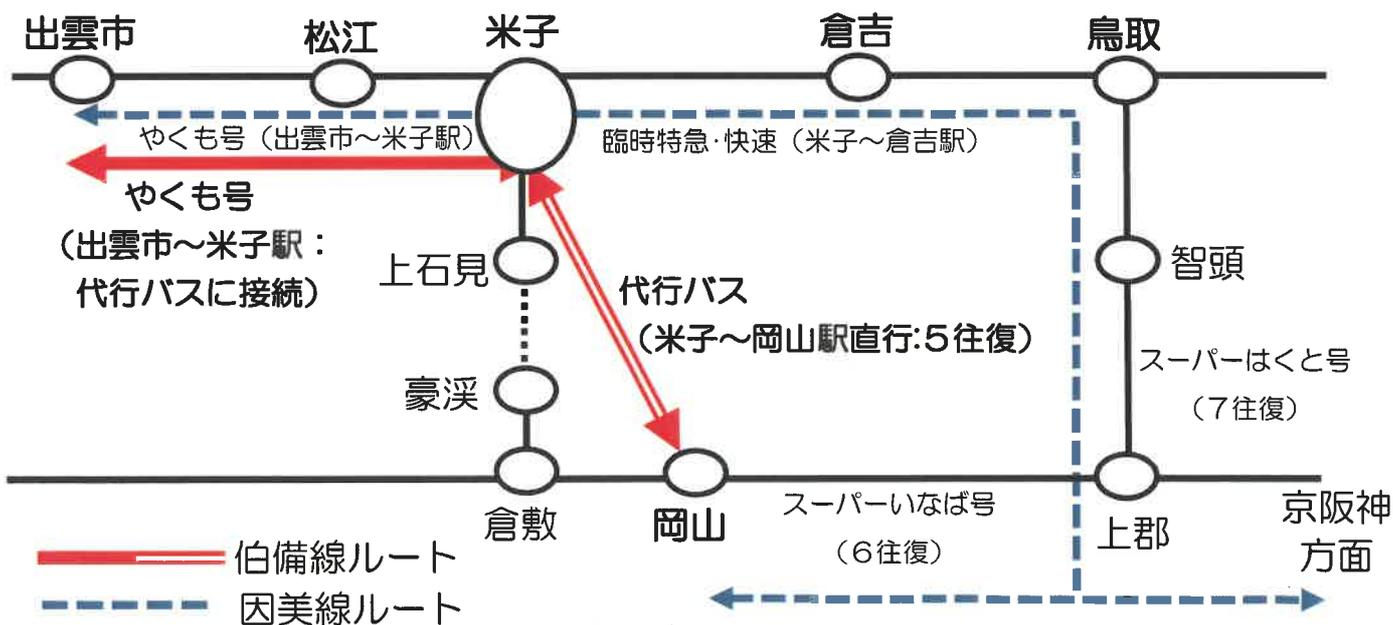 出雲市
松江
米子
倉吉
鳥取
やくも号（出雲市～米子駅）
臨時特急・快速（米子～倉吉駅）
やくも号
（出雲市～米子駅：
代行バスに接続）
上石見
智頭
代行バス
（米子～岡山駅直行:５往復）
スーパーはくと号
（７往復）
豪渓
倉敷
岡山
スーパーいなば号
（６往復）
上郡
京阪神
方面
伯備線ルート
因美線ルート